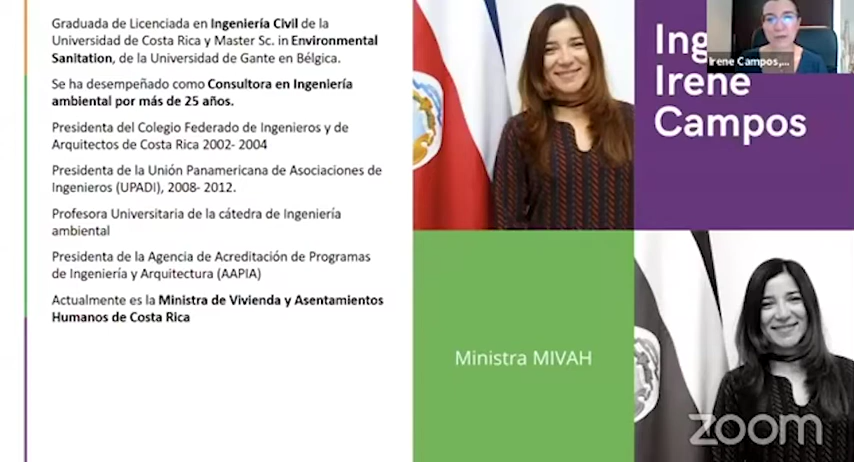 Graduada de Licenciada en Ingeniería Civil de la
Universidad de Costa Rica y Master Sc. in Environmental
Sanitation, de la Universidad de Gante en Bélgica.
Se ha desempeñado como Consultora en Ingeniería
ambiental por más de 25 años.
Presidenta del Colegio Federado de Ingenieros y de
Arquitectos de Costa Rica 2002- 2004
Presidenta de la Unión Panamericana de Asociaciones de
Ingenieros (UPADI), 2008- 2012.
Profesora Universitaria de la cátedra de Ingeniería
ambiental
Presidenta de la Agencia de Acreditación de Programas
de Ingeniería y Arquitectura (AAPIA)
Actualmente es la Ministra de Vivienda y Asentamientos
Humanos de Costa Rica
Ing
Irene
Campos
Irene Campos,...
Ministra MIVAH
zoom